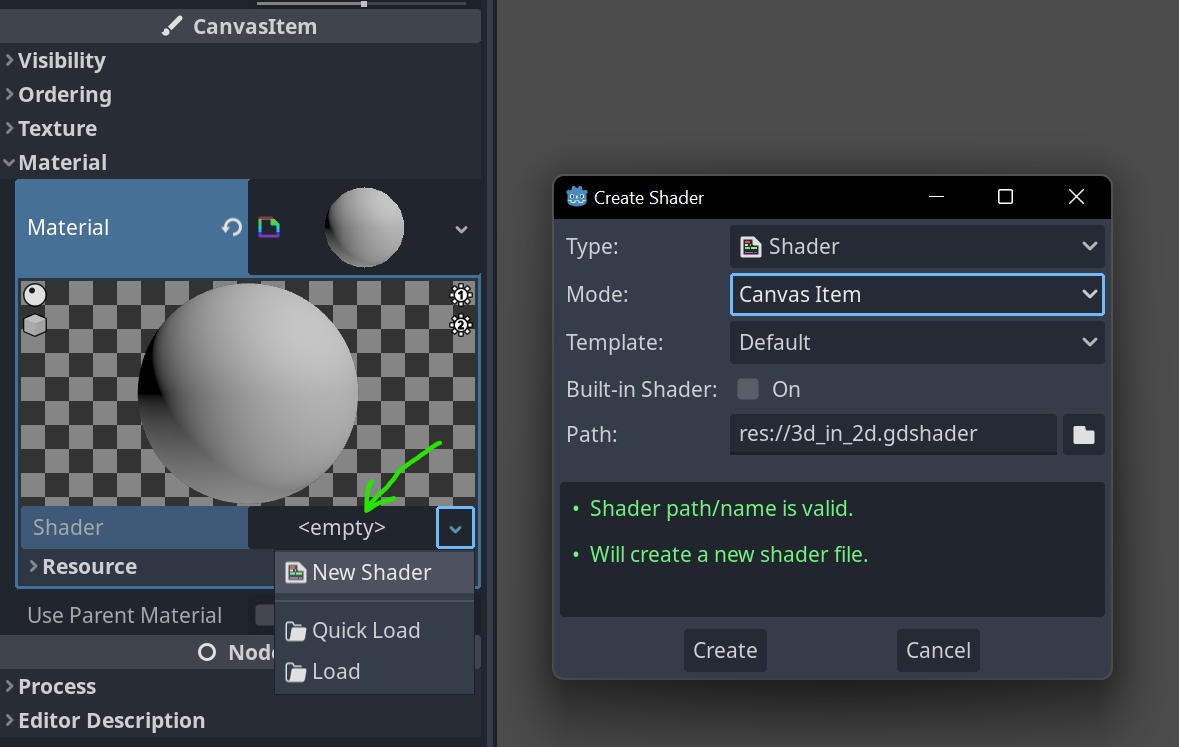 CanvasItem
Visibility
Ordering
Texture
Material
Material
1
2
Shader
<empty>
Resource
New Shader
Quick Load
Load
Use Parent Material
Node
Process
Editor Description
Create Shader
Type:
Shader
Mode:
Canvas Item
Template:
Default
Built-in Shader:
On
Path:
res://3d_in_2d.gdshader
• Shader path/name is valid.
• Will create a new shader file.
Create
Cancel